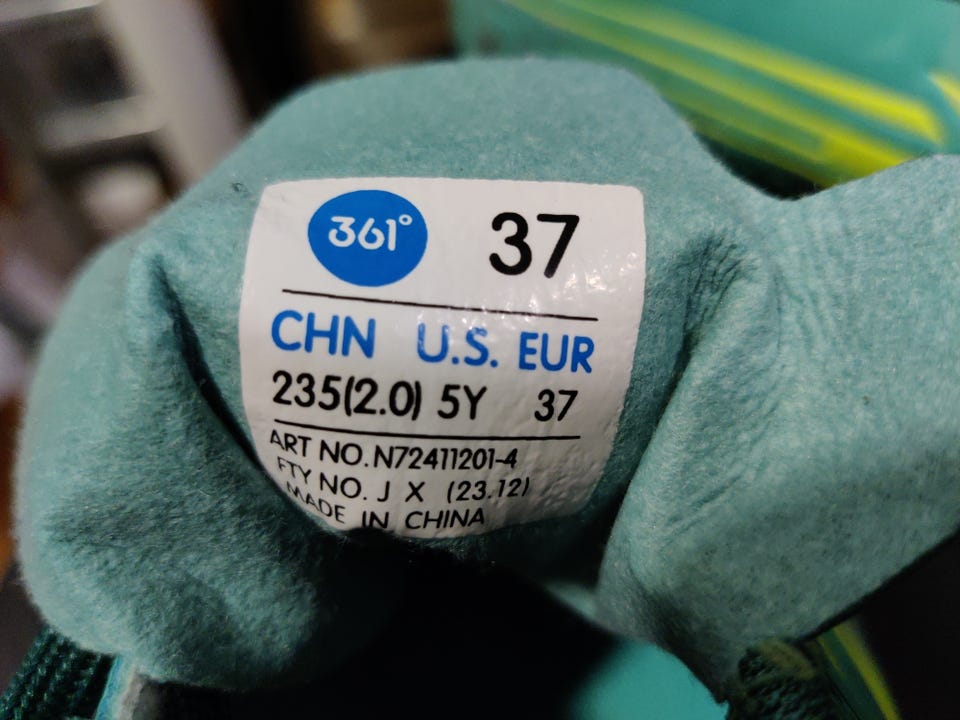 361° 37
CHN U.S. EUR
235(2.0) 5Y 37
ART NO. N72411201-4
FTY NO. J X (23.12)
MADE IN CHINA